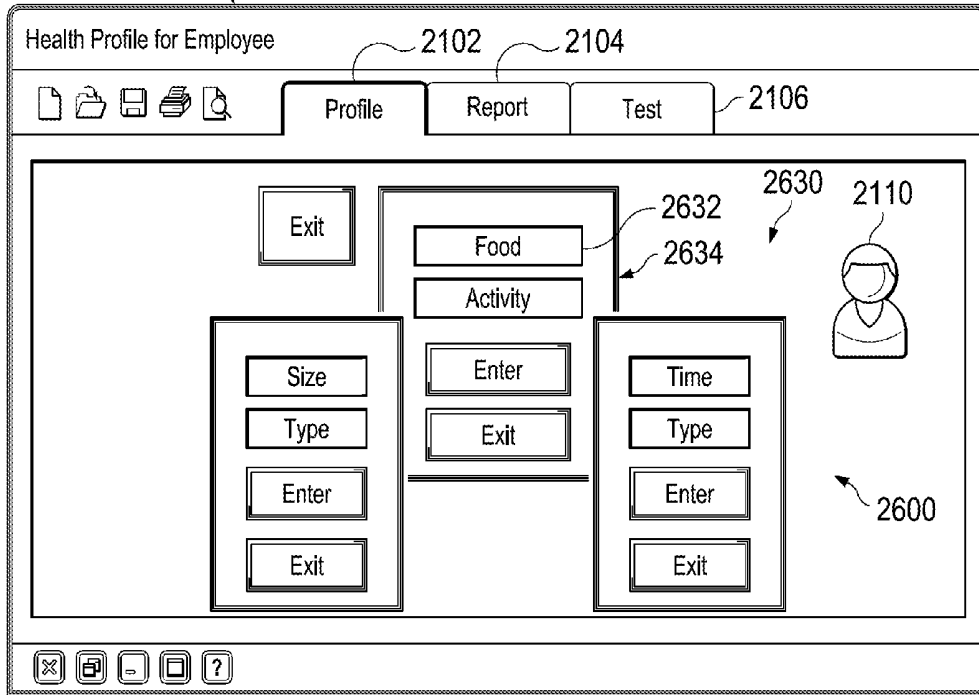 Health Profile for Employee
2102
2104
Profile
Report
Test
2106
Exit
Food
Activity
Enter
Exit
2632
2634
2630
2110
Size
Type
Enter
Exit
Time
Type
Enter
Exit
2600
?